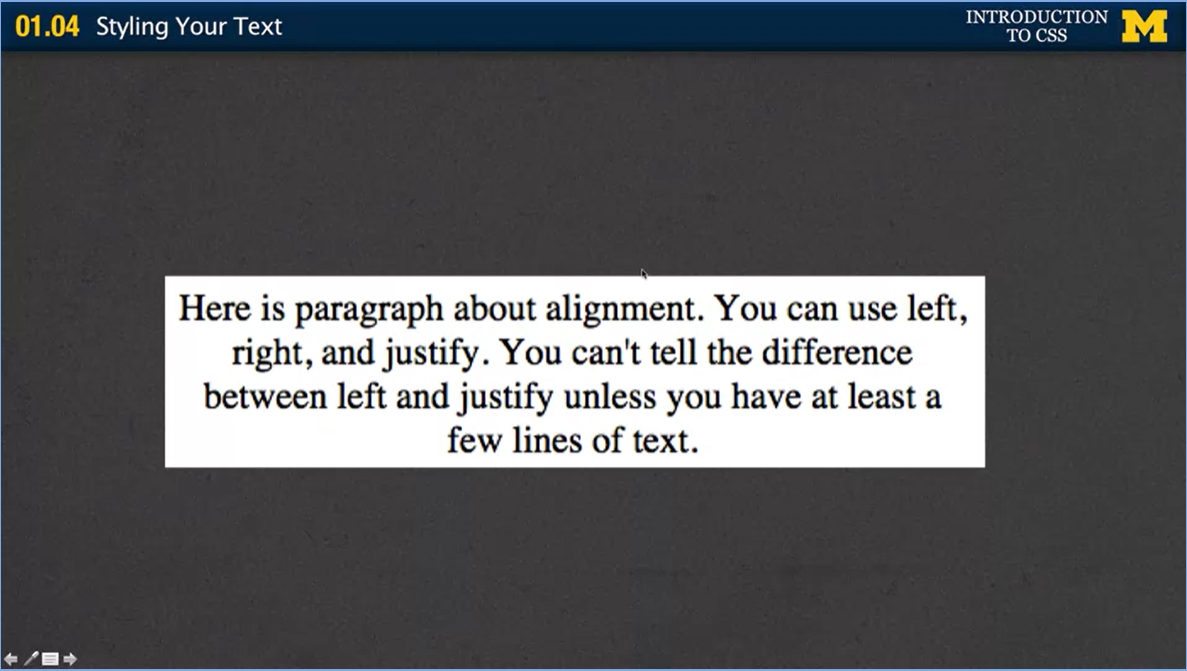 01.04 Styling Your Text
INTRODUCTION
TO CSS
M
Here is paragraph about alignment. You can use left,
right, and justify. You can't tell the difference
between left and justify unless you have at least a
few lines of text.